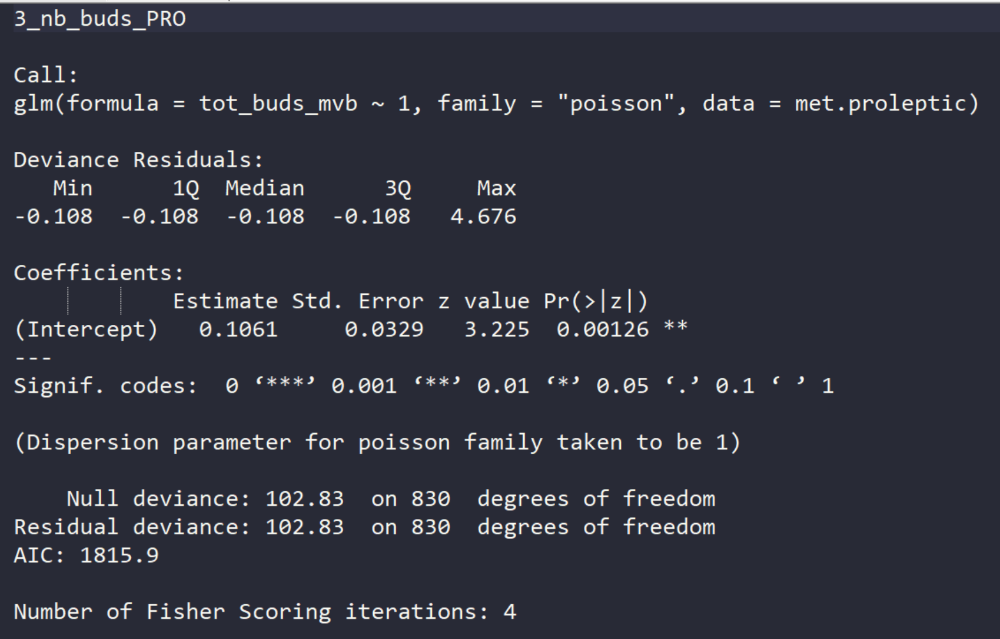 3_nb_buds_PRO
Call:
glm(formula = tot_buds_mvb ~ 1, family = "poisson", data = met.proleptic)
Deviance Residuals:
   Min      1Q  Median      3Q     Max
-0.108  -0.108  -0.108  -0.108   4.676
Coefficients:
            Estimate Std. Error z value Pr(>|z|)
(Intercept)   0.1061     0.0329   3.225  0.00126 **
---
Signif. codes:  0 ‘***’ 0.001 ‘**’ 0.01 ‘*’ 0.05 ‘.’ 0.1 ‘ ’ 1
(Dispersion parameter for poisson family taken to be 1)
    Null deviance: 102.83  on 830  degrees of freedom
Residual deviance: 102.83  on 830  degrees of freedom
AIC: 1815.9
Number of Fisher Scoring iterations: 4